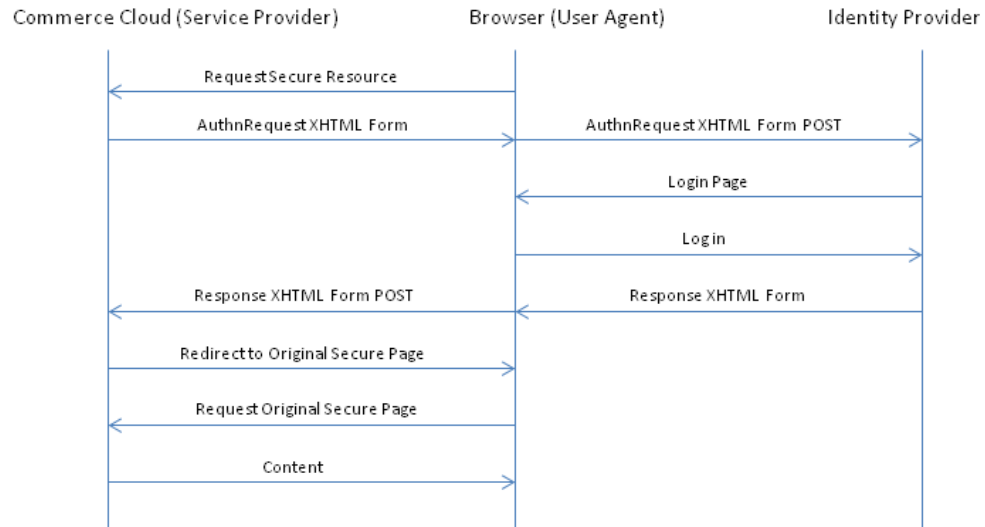 Commerce Cloud (Service Provider) Browser (User Agent) Identity Provider
Request Secure Resource
AuthnRequest XHTML Form AuthnRequest XHTML Form POST
Login Page
Log in
Response XHTML Form POST Response XHTML Form
Redirect to Original Secure Page
Request Original Secure Page
Content